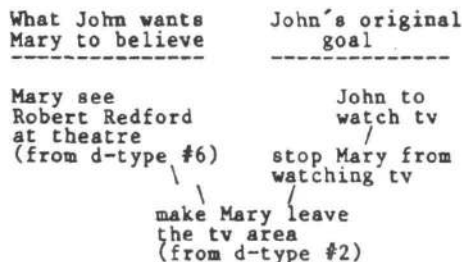 What John wants    John´s original
Mary to believe         goal
---------------    ---------------
Mary see                John to
Robert Redford          watch tv
at theatre                /
(from d-type #6)   stop Mary from
            \      watching tv
             \      /
           make Mary leave
           the tv area
           (from d-type #2)